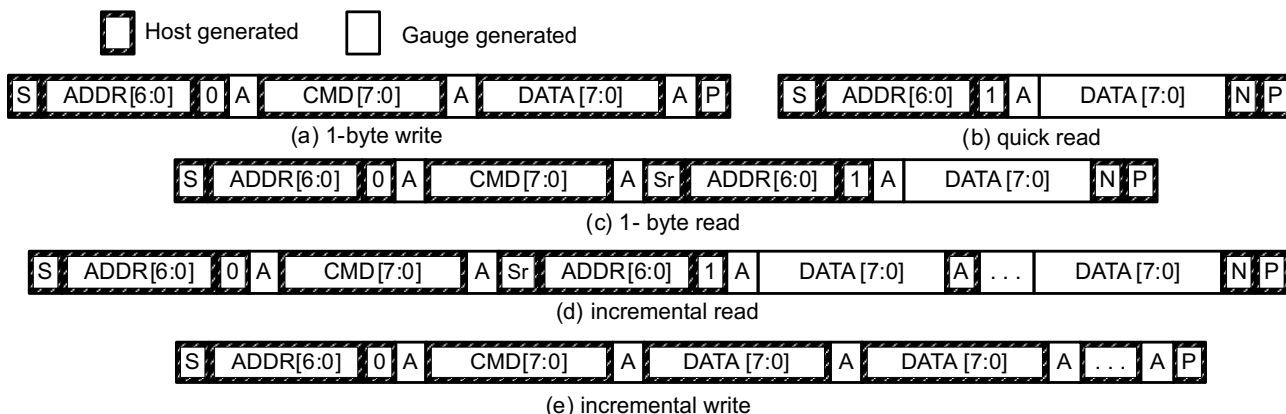 Host generated Gauge generated
S ADDR[6:0] 0 A CMD[7:0] A DATA[7:0] A P S ADDR[6:0] 1 A DATA[7:0] N P
(a) 1-byte write (b) quick read
S ADDR[6:0] 0 A CMD[7:0] A Sr ADDR[6:0] 1 A DATA[7:0] N P
(c) 1- byte read
S ADDR[6:0] 0 A CMD[7:0] A Sr ADDR[6:0] 1 A DATA[7:0] A ... DATA[7:0] N P
(d) incremental read
S ADDR[6:0] 0 A CMD[7:0] A DATA[7:0] A DATA[7:0] A ... A P
(e) incremental write